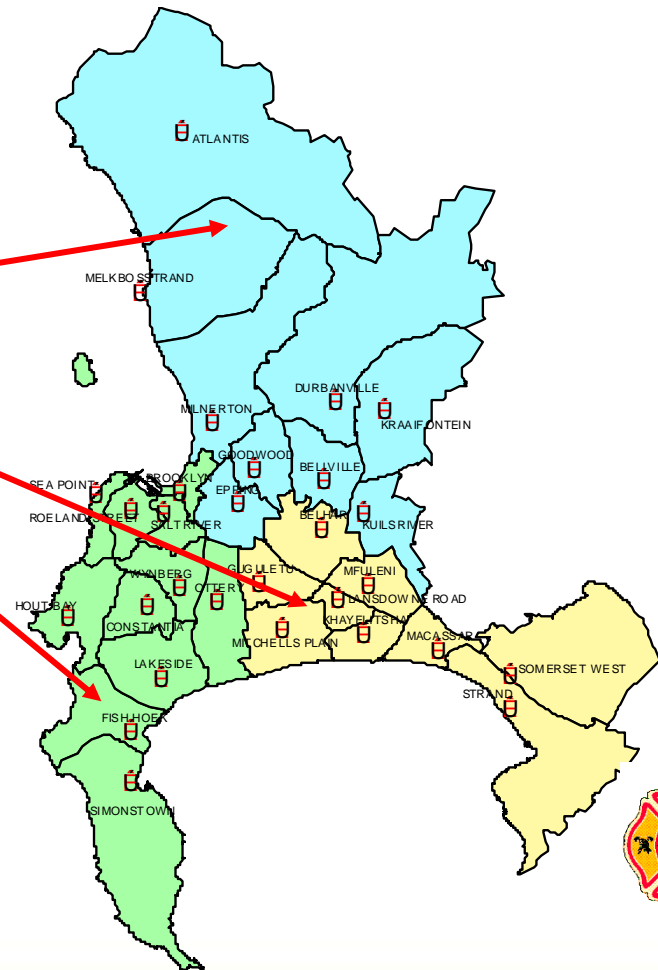 ATLANTIS
MELKBOSSTRAND
DURBANVILLE
MILNERTON
KRAAIFONTEIN
GOODWOOD
BELLVILLE
BROOKLYN
SEA POINT
EPPING
ROELAND STREET
SALT RIVER
BELHAR
KUILSRIVER
WYNBERG
GUGULETU
MFULENI
OTTERY
LANSDOWNE ROAD
HOUT BAY
CONSTANTIA
KHAYELITSHA
MITCHELLS PLAIN
MACASSAR
LAKESIDE
SOMERSET WEST
STRAND
FISH HOEK
SIMONSTOWN